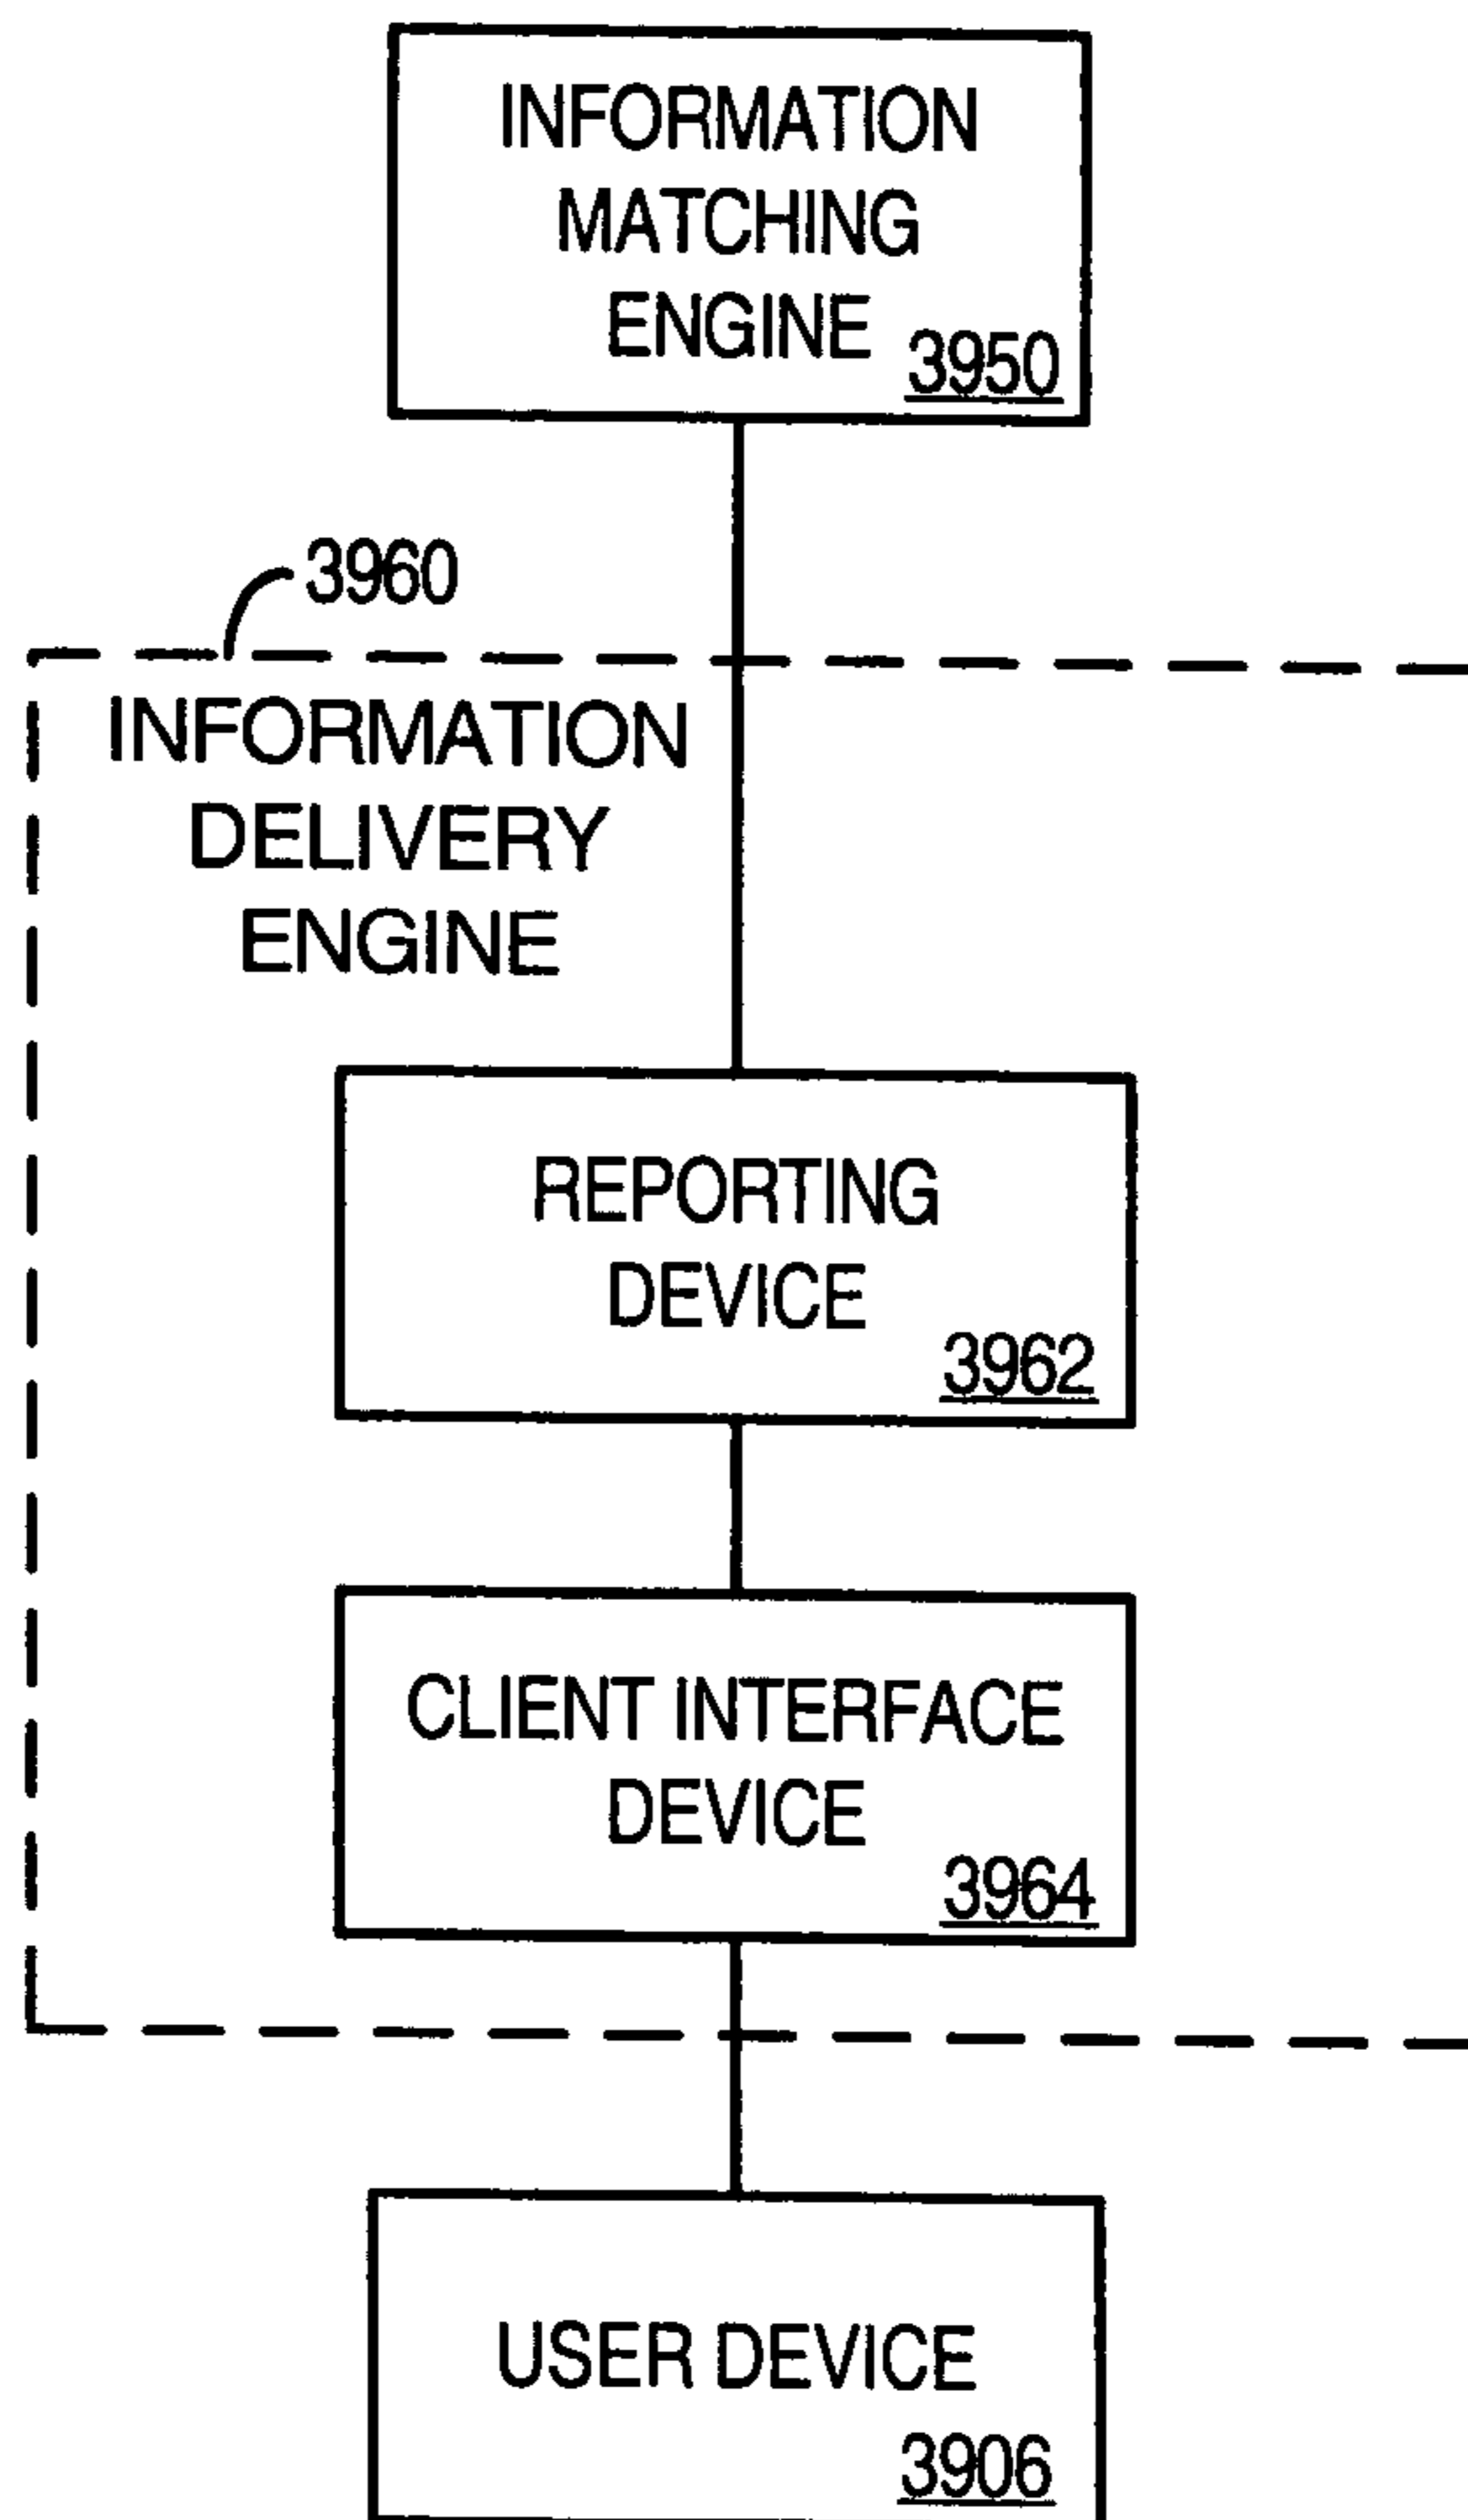 INFORMATION
MATCHING
ENGINE
3950
3960
INFORMATION
DELIVERY
ENGINE
REPORTING
DEVICE
3962
CLIENT INTERFACE
DEVICE
3964
USER DEVICE
3906